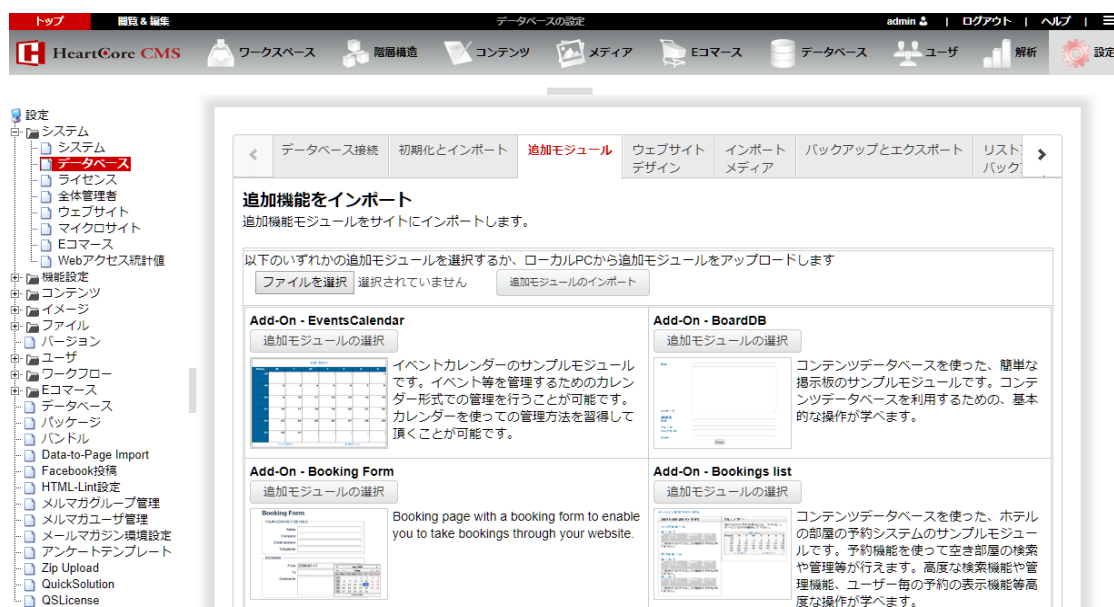 トップ 閲覧 & 編集 データベースの設定 admin | ログアウト | ヘルプ |
HeartCore CMS ワークスペース 階層構造 コンテンツ メディア Eコマース データベース ユーザ 解析 設定
設定
システム
システム
データベース
ライセンス
全体管理者
ウェブサイト
マイクロサイト
Eコマース
Webアクセス統計値
機能設定
コンテンツ
イメージ
ファイル
バージョン
ユーザ
ワークフロー
Eコマース
データベース
パッケージ
バンドル
Data-to-Page Import
Facebook投稿
HTML-Lint設定
メルマガグループ管理
メルマガユーザ管理
メールマガジン環境設定
アンケートテンプレート
Zip Upload
QuickSolution
QSLicense
データベース接続 初期化とインポート 追加モジュール ウェブサイト インポート バックアップとエクスポート リスト
デザイン メディア バック
追加機能をインポート
追加機能モジュールをサイトにインポートします。
以下のいずれかの追加モジュールを選択するか、ローカルPCから追加モジュールをアップロードします
ファイルを選択 選択されていません 追加モジュールのインポート
Add-On - EventsCalendar
追加モジュールの選択
イベントカレンダーのサンプルモジュール
です。イベント等を管理するためのカレン
ダー形式での管理を行うことが可能です。
カレンダーを使っての管理方法を習得して
頂くことが可能です。
Add-On - BoardDB
追加モジュールの選択
コンテンツデータベースを使った、簡単な
掲示板のサンプルモジュールです。コンテ
ンツデータベースを利用するための、基本
的な操作が学べます。
Add-On - Booking Form
追加モジュールの選択
Booking Form
YOUR CONTACT DETAILS
Name
Company
Email address
Telephone
BOOKING
From
To
Comments
Booking page with a booking form to enable
you to take bookings through your website.
Add-On - Bookings list
追加モジュールの選択
コンテンツデータベースを使った、ホテル
の部屋の予約システムのサンプルモジュー
ルです。予約機能を使って空き部屋の検索
や管理等が行えます。高度な検索機能や管
理機能、ユーザー毎の予約の表示機能等高
度な操作が学べます。